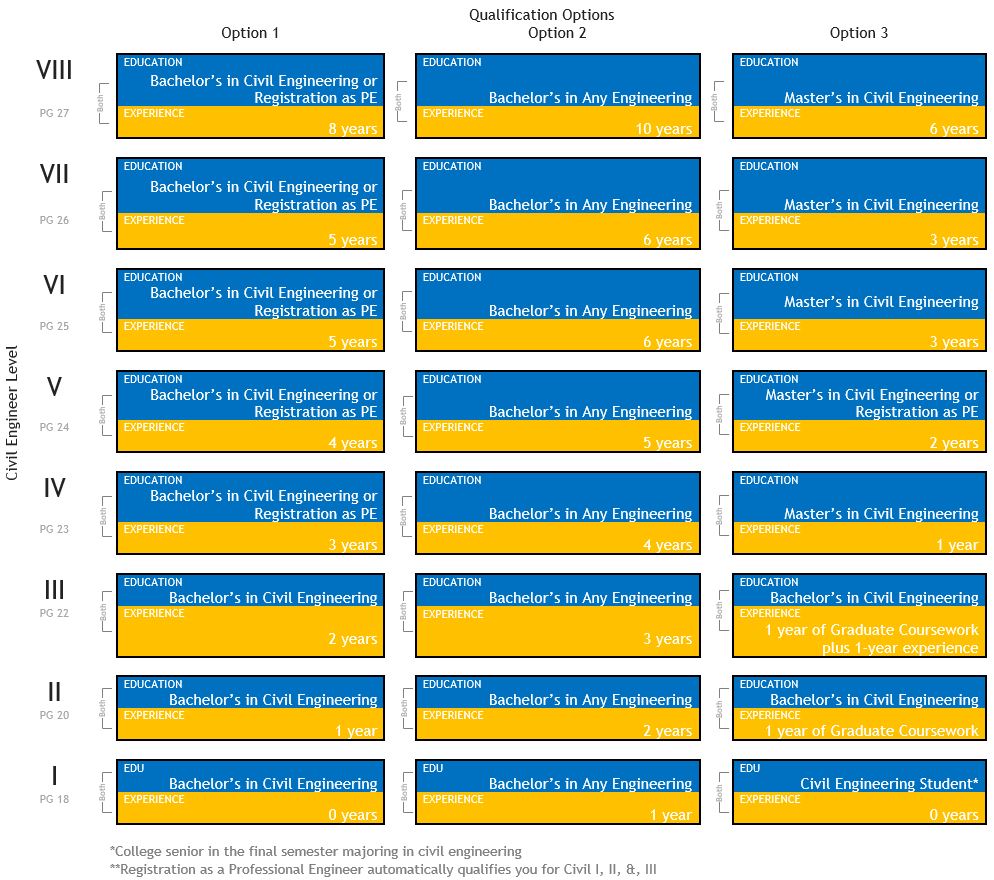 Qualification Options
Option 1 Option 2 Option 3
Civil Engineer Level
VIII
PG 27
Both
EDUCATION
Bachelor's in Civil Engineering or
Registration as PE
EXPERIENCE
8 years
Both
EDUCATION
Bachelor's in Any Engineering
EXPERIENCE
10 years
Both
EDUCATION
Master's in Civil Engineering
EXPERIENCE
6 years
VII
PG 26
Both
EDUCATION
Bachelor's in Civil Engineering or
Registration as PE
EXPERIENCE
5 years
Both
EDUCATION
Bachelor's in Any Engineering
EXPERIENCE
6 years
Both
EDUCATION
Master's in Civil Engineering
EXPERIENCE
3 years
VI
PG 25
Both
EDUCATION
Bachelor's in Civil Engineering or
Registration as PE
EXPERIENCE
5 years
Both
EDUCATION
Bachelor's in Any Engineering
EXPERIENCE
6 years
Both
EDUCATION
Master's in Civil Engineering
EXPERIENCE
3 years
V
PG 24
Both
EDUCATION
Bachelor's in Civil Engineering or
Registration as PE
EXPERIENCE
4 years
Both
EDUCATION
Bachelor's in Any Engineering
EXPERIENCE
5 years
Both
EDUCATION
Master's in Civil Engineering or
Registration as PE
EXPERIENCE
2 years
IV
PG 23
Both
EDUCATION
Bachelor's in Civil Engineering or
Registration as PE
EXPERIENCE
3 years
Both
EDUCATION
Bachelor's in Any Engineering
EXPERIENCE
4 years
Both
EDUCATION
Master's in Civil Engineering
EXPERIENCE
1 year
III
PG 22
Both
EDUCATION
Bachelor's in Civil Engineering
EXPERIENCE
2 years
Both
EDUCATION
Bachelor's in Any Engineering
EXPERIENCE
3 years
Both
EDUCATION
Bachelor's in Civil Engineering
EXPERIENCE
1 year of Graduate Coursework
plus 1-year experience
II
PG 20
Both
EDUCATION
Bachelor's in Civil Engineering
EXPERIENCE
1 year
Both
EDUCATION
Bachelor's in Any Engineering
EXPERIENCE
2 years
Both
EDUCATION
Bachelor's in Civil Engineering
EXPERIENCE
1 year of Graduate Coursework
I
PG 18
Both
EDU
Bachelor's in Civil Engineering
EXPERIENCE
0 years
Both
EDU
Bachelor's in Any Engineering
EXPERIENCE
1 year
Both
EDU
Civil Engineering Student*
EXPERIENCE
0 years
*College senior in the final semester majoring in civil engineering
**Registration as a Professional Engineer automatically qualifies you for Civil I, II, &, III